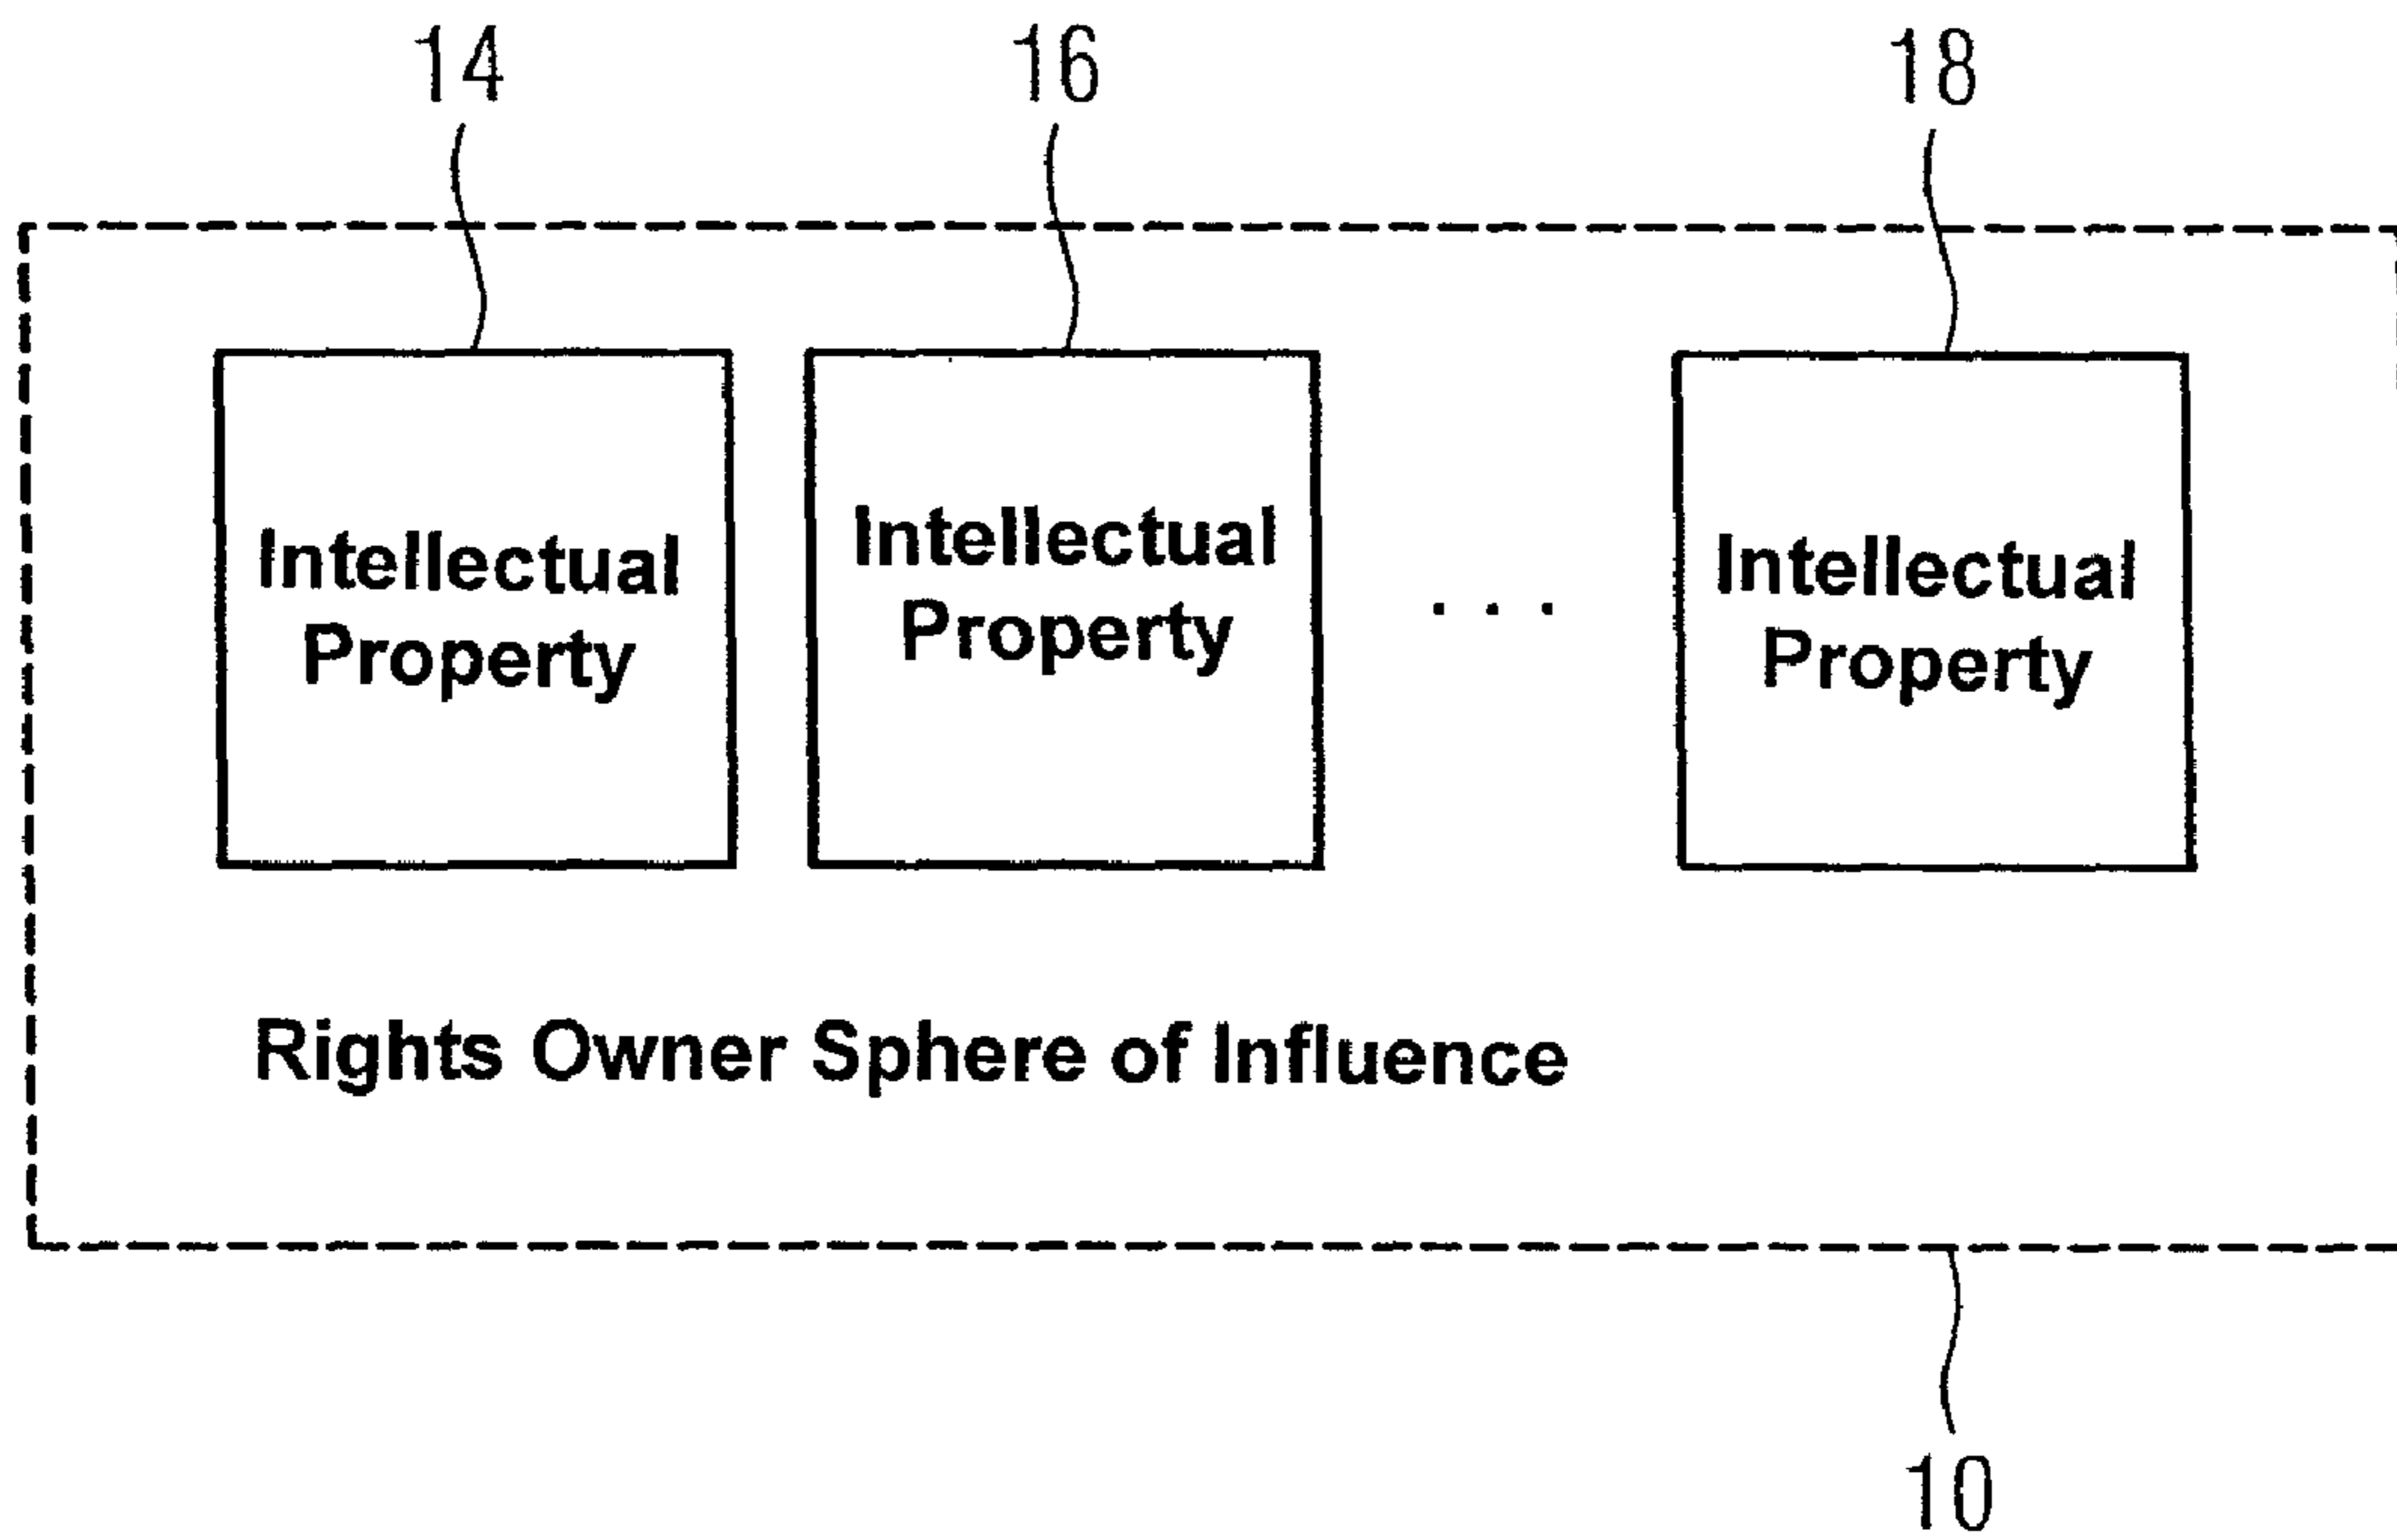 14
16
18
Intellectual
Property
Intellectual
Property
. . .
Intellectual
Property
Rights Owner Sphere of Influence
10